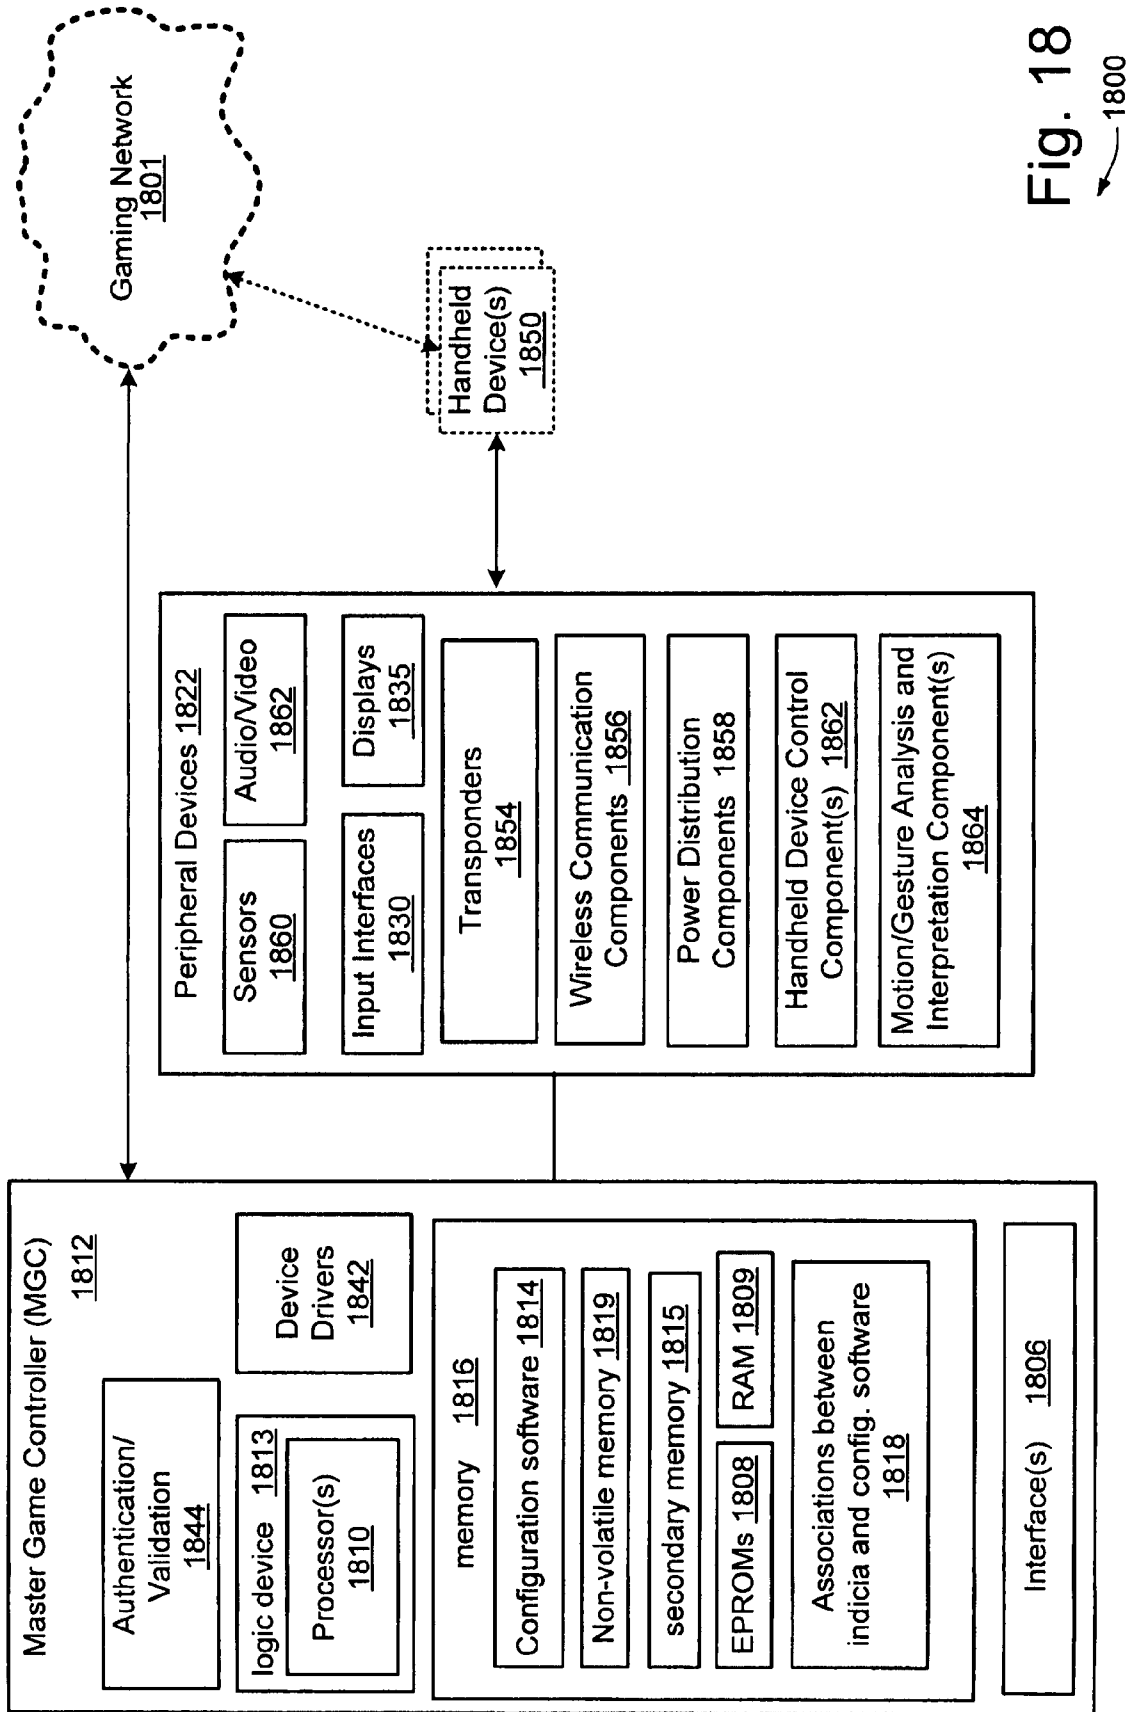 Master Game Controller (MGC)
1812
Authentication/
Validation
1844
logic device 1813
Processor(s)
1810
Device
Drivers
1842
memory 1816
Configuration software 1814
Non-volatile memory 1819
secondary memory 1815
EPROMs 1808
RAM 1809
Associations between
indicia and config. software
1818
Interface(s) 1806
Peripheral Devices 1822
Sensors
1860
Audio/Video
1862
Input Interfaces
1830
Displays
1835
Transponders
1854
Wireless Communication
Components 1856
Power Distribution
Components 1858
Handheld Device Control
Component(s) 1862
Motion/Gesture Analysis and
Interpretation Component(s)
1864
Handheld
Device(s)
1850
Gaming Network
1801
Fig. 18
1800